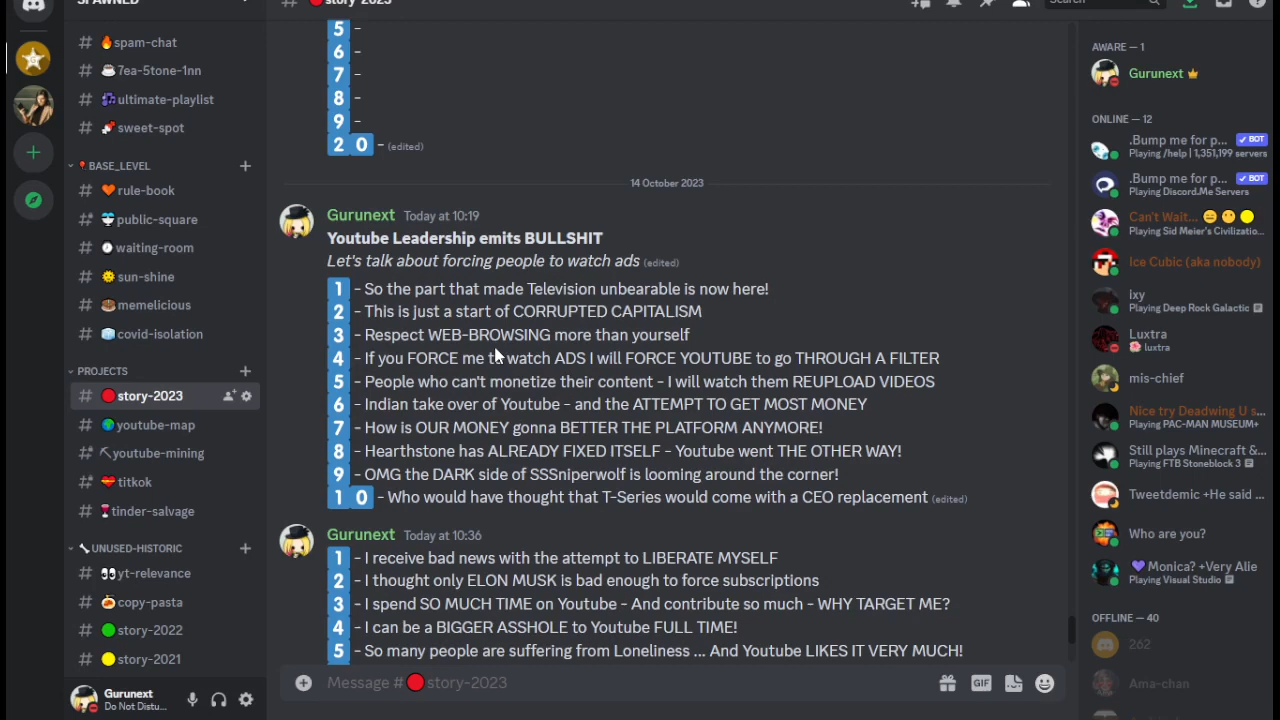 SPAWNED
story-2023
Search
🔥spam-chat
☕7ea-5tone-1nn
ultimate-playlist
sweet-spot
BASE_LEVEL
rule-book
public-square
waiting-room
sun-shine
memelicious
covid-isolation
PROJECTS
story-2023
youtube-map
youtube-mining
titkok
tinder-salvage
UNUSED-HISTORIC
yt-relevance
copy-pasta
story-2022
story-2021
Gurunext
Do Not Distu...
5 -
6 -
7 -
8 -
9 -
2 0 - (edited)
14 October 2023
Gurunext Today at 10:19
Youtube Leadership emits BULLSHIT
Let's talk about forcing people to watch ads (edited)
1 - So the part that made Television unbearable is now here!
2 - This is just a start of CORRUPTED CAPITALISM
3 - Respect WEB-BROWSING more than yourself
4 - If you FORCE me to watch ADS I will FORCE YOUTUBE to go THROUGH A FILTER
5 - People who can't monetize their content - I will watch them REUPLOAD VIDEOS
6 - Indian take over of Youtube - and the ATTEMPT TO GET MOST MONEY
7 - How is OUR MONEY gonna BETTER THE PLATFORM ANYMORE!
8 - Hearthstone has ALREADY FIXED ITSELF - Youtube went THE OTHER WAY!
9 - OMG the DARK side of SSSniperwolf is looming around the corner!
1 0 - Who would have thought that T-Series would come with a CEO replacement (edited)
Gurunext Today at 10:36
1 - I receive bad news with the attempt to LIBERATE MYSELF
2 - I thought only ELON MUSK is bad enough to force subscriptions
3 - I spend SO MUCH TIME on Youtube - And contribute so much - WHY TARGET ME?
4 - I can be a BIGGER ASSHOLE to Youtube FULL TIME!
5 - So many people are suffering from Loneliness ... And Youtube LIKES IT VERY MUCH!
Message #🔴story-2023
GIF
AWARE — 1
Gurunext
ONLINE — 12
.Bump me for p... BOT
Playing /help | 1,351,199 servers
.Bump me for p... BOT
Playing Discord.Me Servers
Can't Wait...
Playing Sid Meier's Civilizatio...
Ice Cubic (aka nobody)
Ixy
Playing Deep Rock Galactic
Luxtra
luxtra
mis-chief
Nice try Deadwing U s...
Playing PAC-MAN MUSEUM+
Still plays Minecraft &...
Playing FTB Stoneblock 3
Tweetdemic +He said ...
Who are you?
Monica? +Very Alie
Playing Visual Studio
OFFLINE — 40
262
Ama-chan